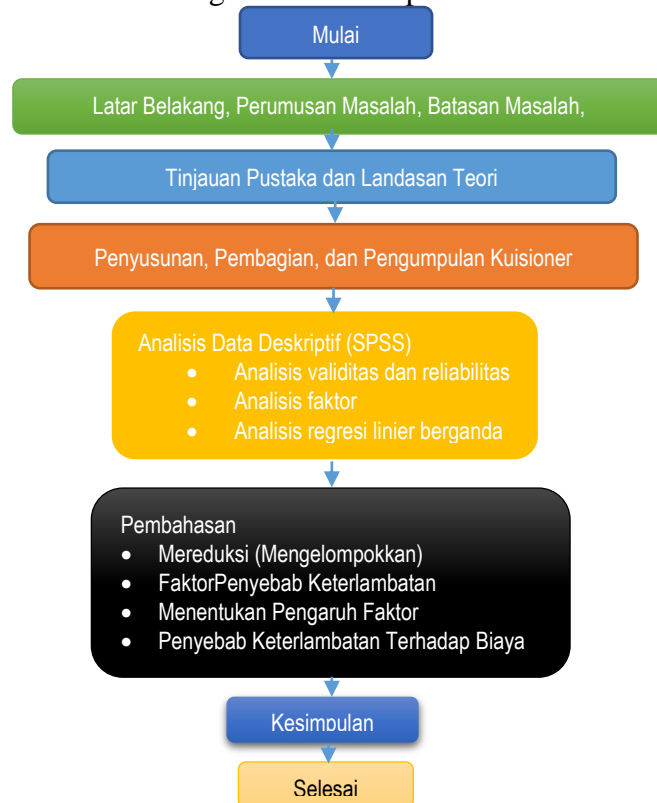 Mulai
Latar Belakang, Perumusan Masalah, Batasan Masalah,
Tinjauan Pustaka dan Landasan Teori
Penyusunan, Pembagian, dan Pengumpulan Kuisioner
Analisis Data Deskriptif (SPSS)
• Analisis validitas dan reliabilitas
• Analisis faktor
• Analisis regresi linier berganda
Pembahasan
• Mereduksi (Mengelompokkan)
• FaktorPenyebab Keterlambatan
• Menentukan Pengaruh Faktor
• Penyebab Keterlambatan Terhadap Biaya
Kesimpulan
Selesai